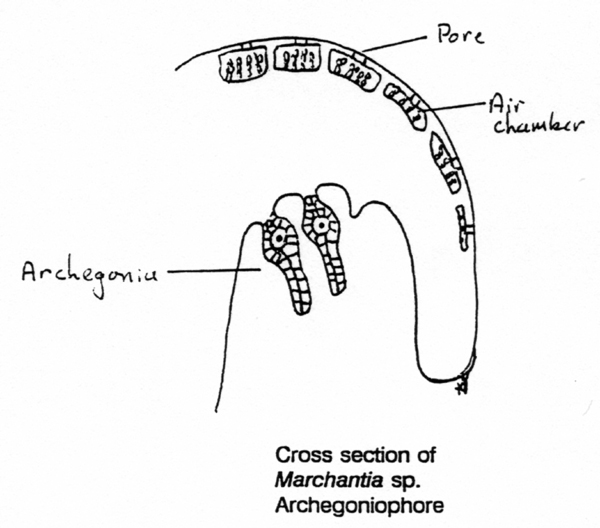 Pore
Air
chamber
Archegonia
Cross section of
Marchantia sp.
Archegoniophore